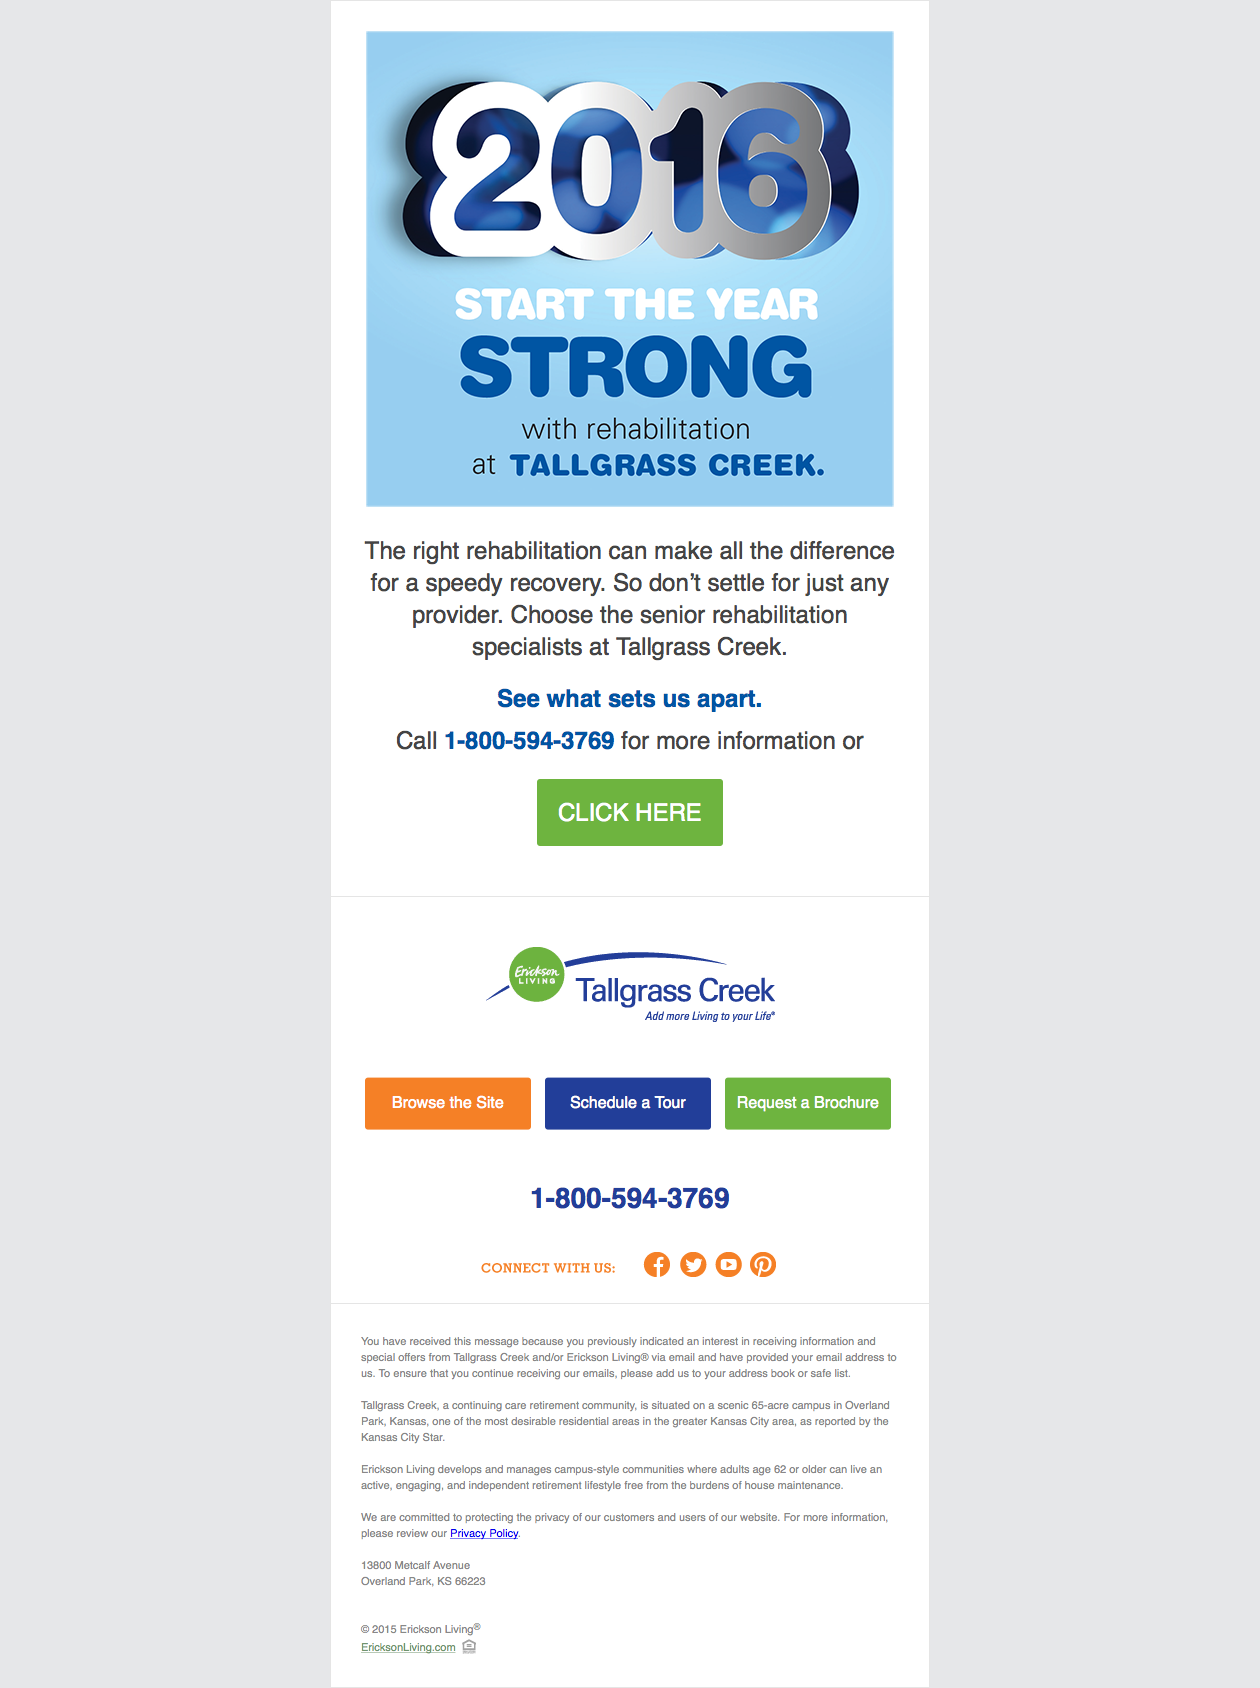 2016
START THE YEAR
STRONG
with rehabilitation
at TALLGRASS CREEK.
The right rehabilitation can make all the difference
for a speedy recovery. So don’t settle for just any
provider. Choose the senior rehabilitation
specialists at Tallgrass Creek.
See what sets us apart.
Call 1-800-594-3769 for more information or
CLICK HERE
Erickson
LIVING
Tallgrass Creek
Add more Living to your Life®
Browse the Site
Schedule a Tour
Request a Brochure
1-800-594-3769
CONNECT WITH US:
You have received this message because you previously indicated an interest in receiving information and
special offers from Tallgrass Creek and/or Erickson Living® via email and have provided your email address to
us. To ensure that you continue receiving our emails, please add us to your address book or safe list.
Tallgrass Creek, a continuing care retirement community, is situated on a scenic 65-acre campus in Overland
Park, Kansas, one of the most desirable residential areas in the greater Kansas City area, as reported by the
Kansas City Star.
Erickson Living develops and manages campus-style communities where adults age 62 or older can live an
active, engaging, and independent retirement lifestyle free from the burdens of house maintenance.
We are committed to protecting the privacy of our customers and users of our website. For more information,
please review our Privacy Policy.
13800 Metcalf Avenue
Overland Park, KS 66223
© 2015 Erickson Living®
EricksonLiving.com